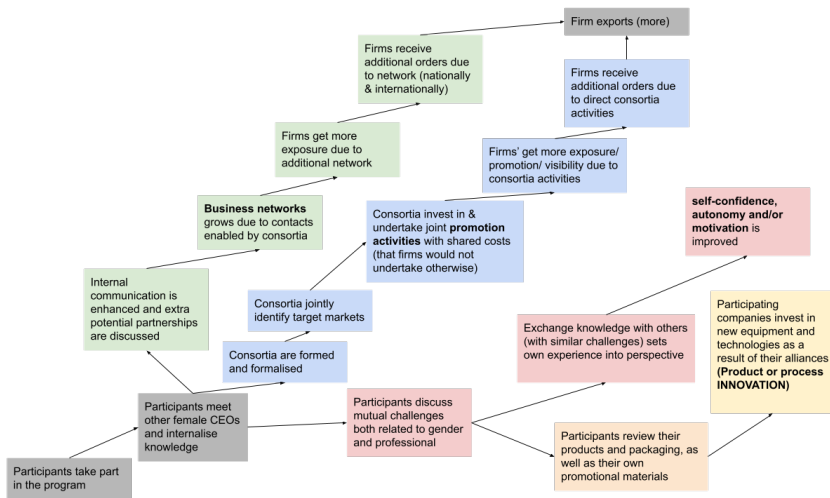 Firm exports (more)
Firms receive
additional orders due
to network (nationally
& internationally)
Firms receive
additional orders due
to direct consortia
activities
Firms get more
exposure due to
additional network
Firms' get more exposure/
promotion/ visibility due to
consortia activities
Business networks
grows due to contacts
enabled by consortia
Consortia invest in &
undertake joint promotion
activities with shared costs
(that firms would not
undertake otherwise)
self-confidence,
autonomy and/or
motivation is
improved
Internal
communication is
enhanced and extra
potential partnerships
are discussed
Consortia jointly
identify target markets
Participating
companies invest in
new equipment and
technologies as a
result of their alliances
(Product or process
INNOVATION)
Exchange knowledge with others
(with similar challenges) sets
own experience into perspective
Consortia are formed
and formalised
Participants meet
other female CEOs
and internalise
knowledge
Participants discuss
mutual challenges
both related to gender
and professional
Participants review their
products and packaging, as
well as their own
promotional materials
Participants take part
in the program